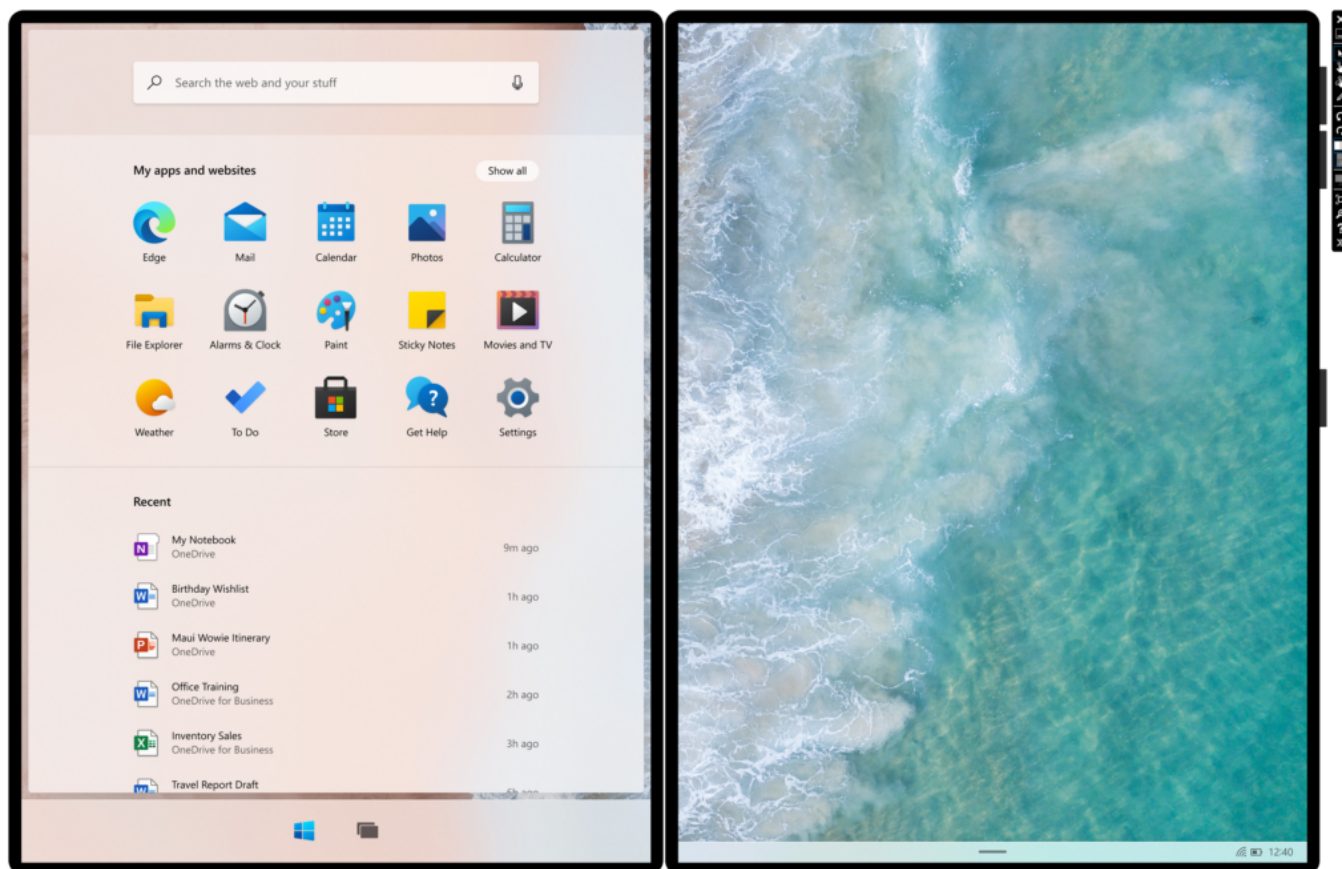 Search the web and your stuff
My apps and websites
Show all
Edge
Mail
Calendar
Photos
Calculator
File Explorer
Alarms & Clock
Paint
Sticky Notes
Movies and TV
Weather
To Do
Store
Get Help
Settings
Recent
My Notebook
OneDrive
9m ago
Birthday Wishlist
OneDrive
1h ago
Maui Wowie Itinerary
OneDrive
1h ago
Office Training
OneDrive for Business
2h ago
Inventory Sales
OneDrive for Business
3h ago
Travel Report Draft
12:40